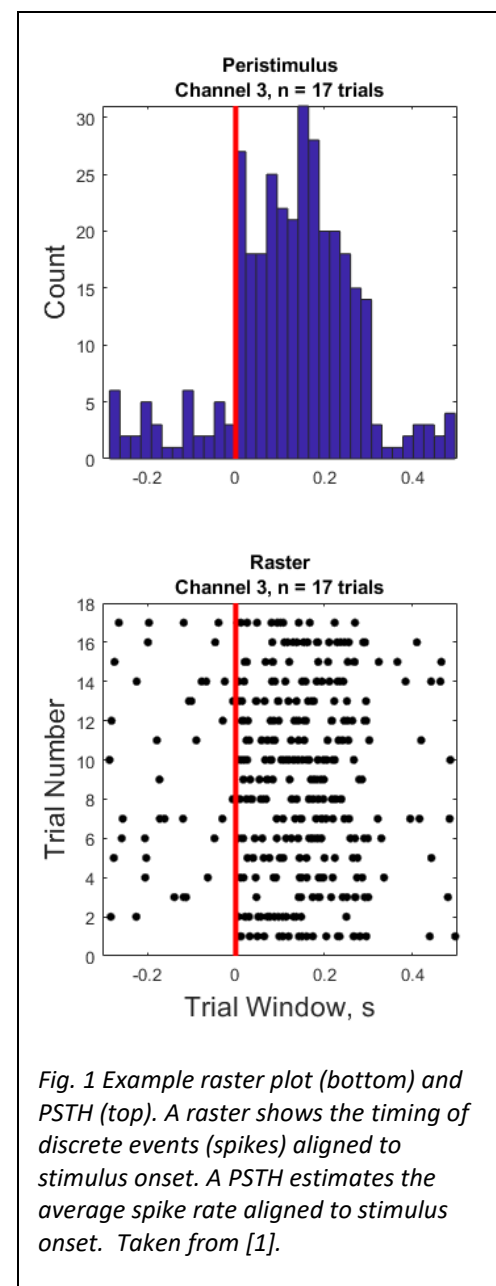 Peristimulus
Channel 3, n = 17 trials
30
25
20
15
10
5
0
Count
-0.2 0 0.2 0.4
Raster
Channel 3, n = 17 trials
18
16
14
12
10
8
6
4
2
0
Trial Number
-0.2 0 0.2 0.4
Trial Window, s
Fig. 1 Example raster plot (bottom) and
PSTH (top). A raster shows the timing of
discrete events (spikes) aligned to
stimulus onset. A PSTH estimates the
average spike rate aligned to stimulus
onset. Taken from [1].